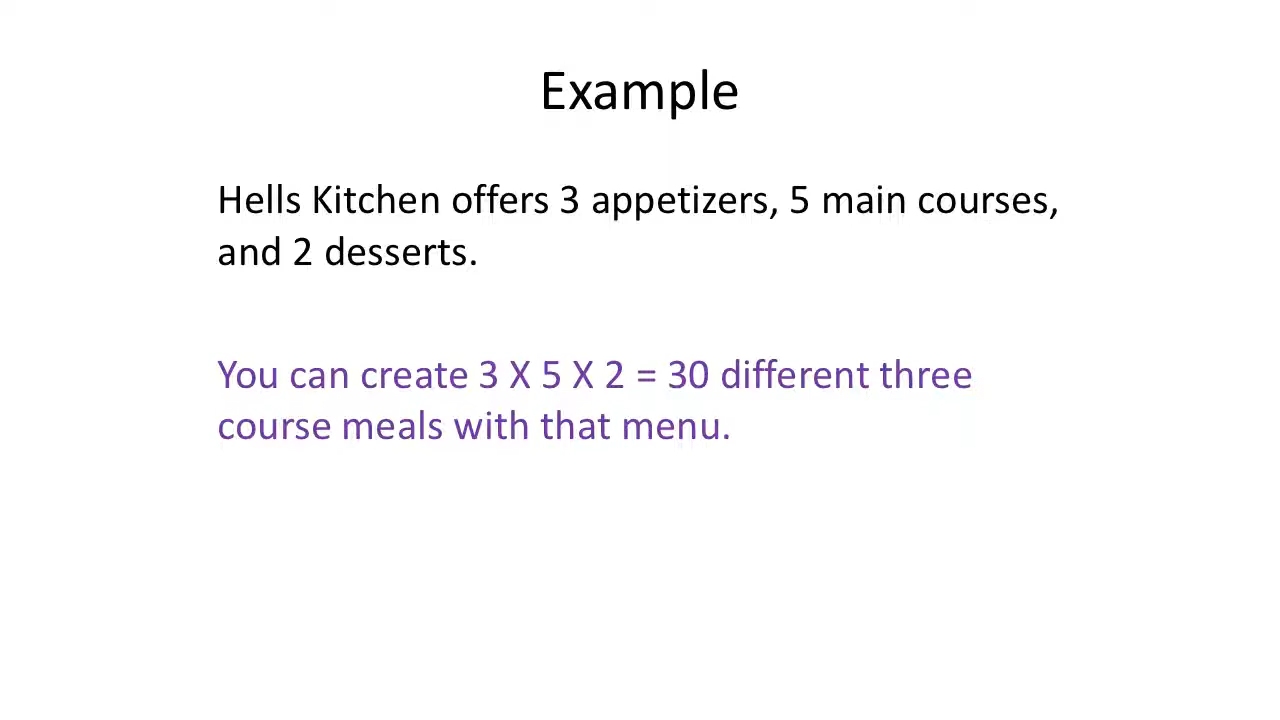 Example
Hells Kitchen offers 3 appetizers, 5 main courses,
and 2 desserts.
You can create 3 X 5 X 2 = 30 different three
course meals with that menu.